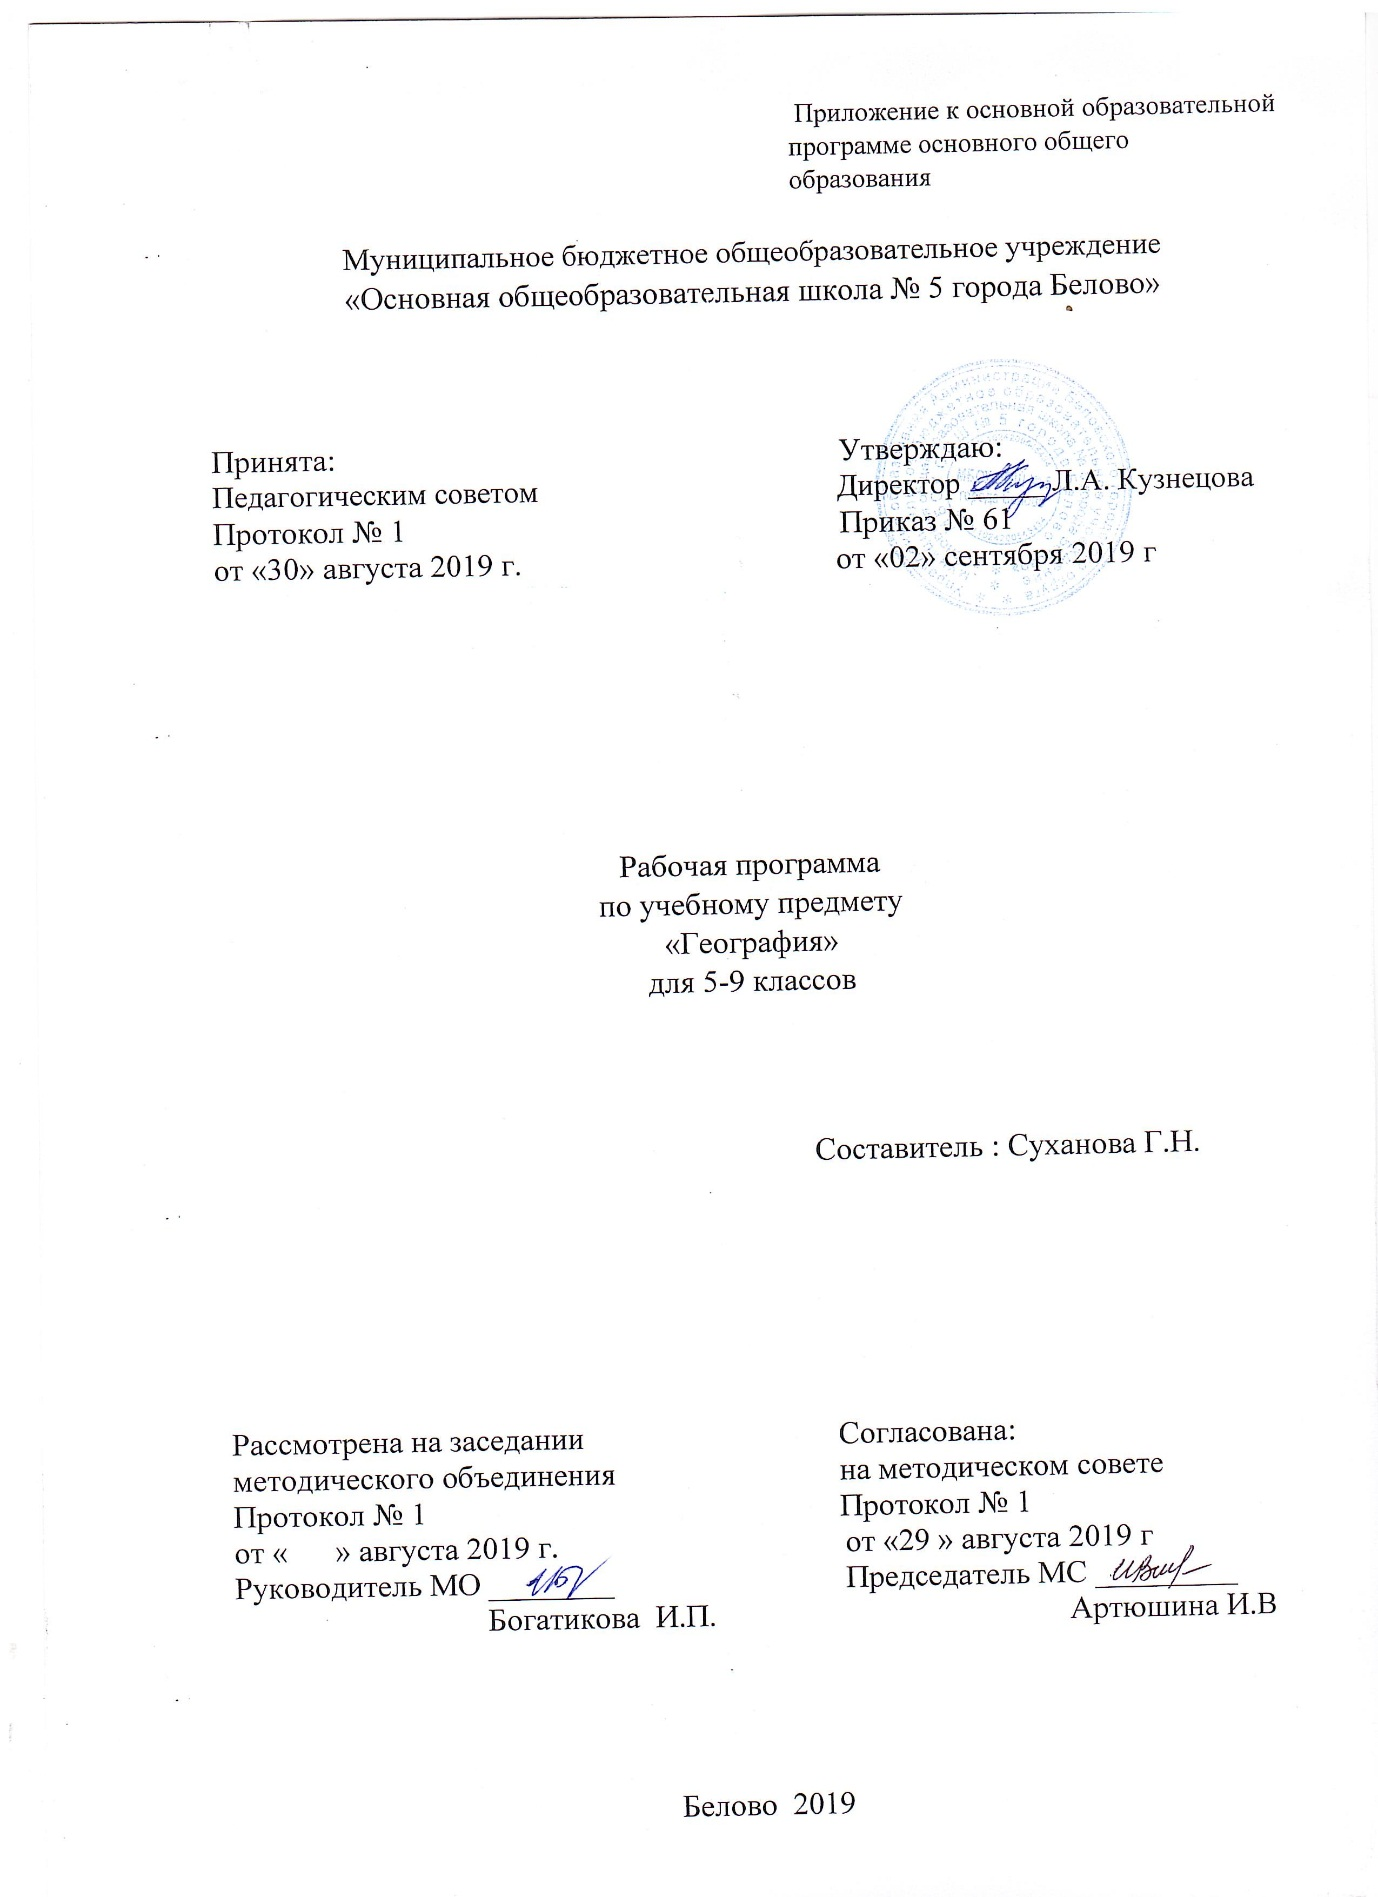 Приложение к основной образовательной
программе основного общего
образования
Муниципальное бюджетное общеобразовательное учреждение
«Основная общеобразовательная школа № 5 города Белово»
Принята:
Педагогическим советом
Протокол № 1
от «30» августа 2019 г.
Утверждаю:
Директор ______Л.А. Кузнецова
Приказ № 61
от «02» сентября 2019 г
Рабочая программа
по учебному предмету
«География»
для 5-9 классов
Составитель : Суханова Г.Н.
Рассмотрена на заседании
методического объединения
Протокол № 1
от «      » августа 2019 г.
Руководитель МО _________
Богатикова  И.П.
Согласована:
на методическом совете
Протокол № 1
от «29 » августа 2019 г
Председатель МС __________
Артюшина И.В
Белово  2019